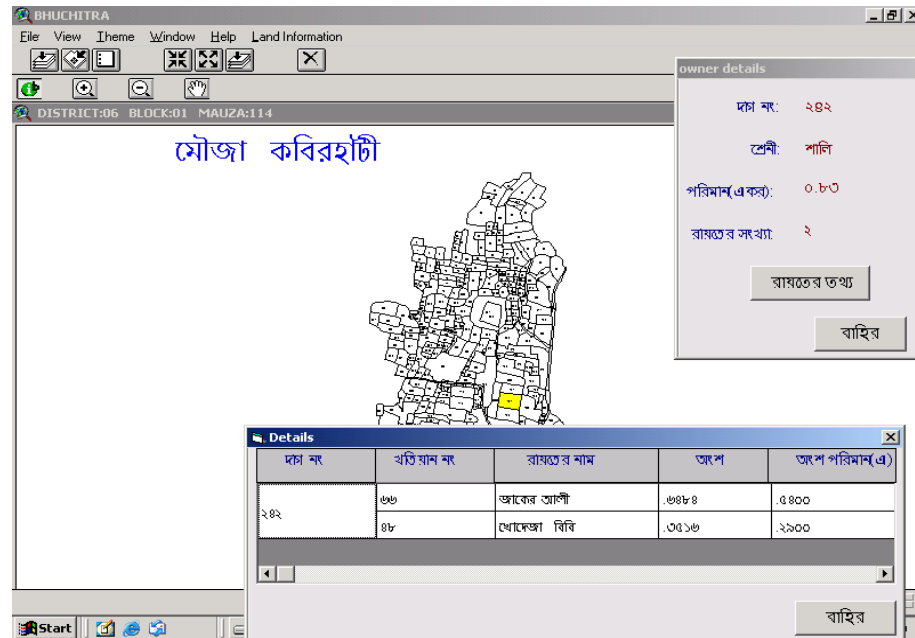 BHUCHITRA
File View Theme Window Help Land Information
DISTRICT:06 BLOCK:01 MAUZA:114
মৌজা কবিরহাটী
owner details
দাগ নং: ২৪২
শ্রেনী: শালি
পরিমান(একর): ০.৮৩
রায়তের সংখ্যা: ২
রায়তের তথ্য
বাহির
Details
দাগ নং খতিয়ান নং রায়তের নাম অংশ অংশ পরিমান(এ)
২৪২
৬৬ জাকের আলী .৬৪৮৪ .৫৪০০
৪৮ খোদেজা বিবি .৩৫১৬ .২৯০০
বাহির
Start